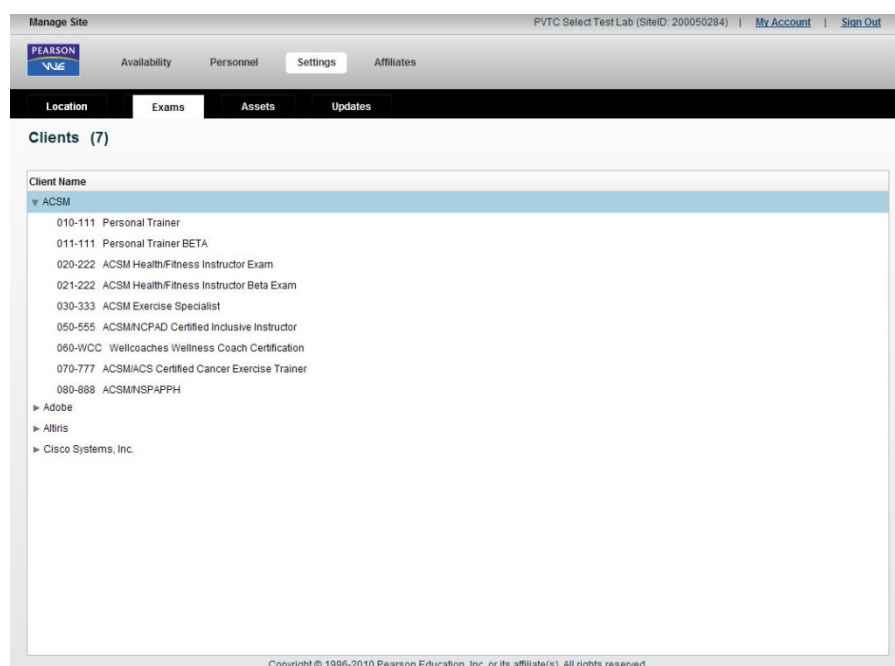 Manage Site PVTC Select Test Lab (SiteID: 200050284) | My Account | Sign Out
PEARSON
VUE
Availability Personnel Settings Affiliates
Location Exams Assets Updates
Clients (7)
Client Name
ACSM
010-111 Personal Trainer
011-111 Personal Trainer BETA
020-222 ACSM Health/Fitness Instructor Exam
021-222 ACSM Health/Fitness Instructor Beta Exam
030-333 ACSM Exercise Specialist
050-555 ACSM/NCPAD Certified Inclusive Instructor
060-WCC Wellcoaches Wellness Coach Certification
070-777 ACSM/ACS Certified Cancer Exercise Trainer
080-888 ACSM/NSPAPPH
Adobe
Altiris
Cisco Systems, Inc.
Copyright © 1996-2010 Pearson Education, Inc. or its affiliate(s). All rights reserved.